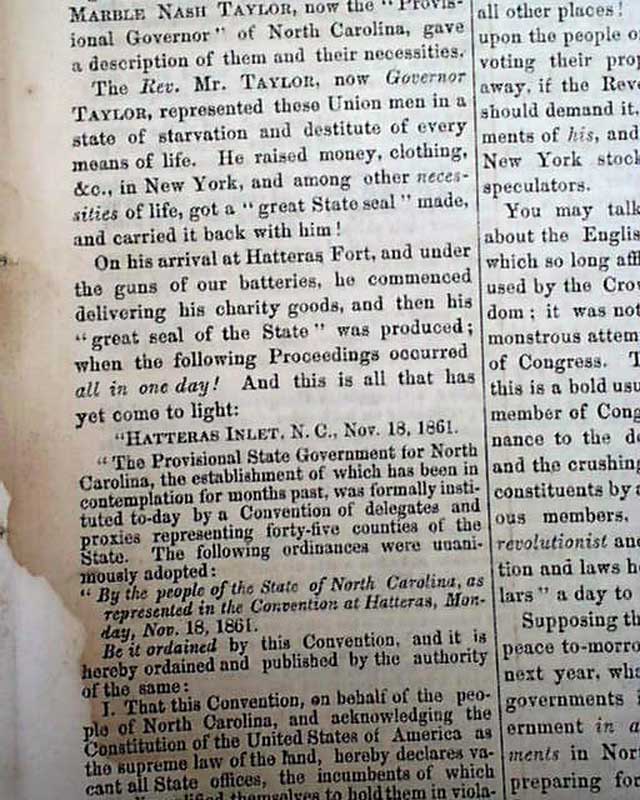 MARBLE NASH TAYLOR, now the "Provis-
ional Governor" of North Carolina, gave
a description of them and their necessities.
The Rev. Mr. TAYLOR, now Governor
TAYLOR, represented these Union men in a
state of starvation and destitute of every
means of life. He raised money, clothing,
&c., in New York, and among other neces-
sities of life, got a "great State seal" made,
and carried it back with him!
On his arrival at Hatteras Fort, and under
the guns of our batteries, he commenced
delivering his charity goods, and then his
"great seal of the State" was produced;
when the following Proceedings occurred
all in one day! And this is all that has
yet come to light:
"HATTERAS INLET, N. C., Nov. 18, 1861.
"The Provisional State Government for North
Carolina, the establishment of which has been in
contemplation for months past, was formally insti-
tuted to-day by a Convention of delegates and
proxies representing forty-five counties of the
State. The following ordinances were unani-
mously adopted:
"By the people of the State of North Carolina, as
represented in the Convention at Hatteras, Mon-
day, Nov. 18, 1861.
Be it ordained by this Convention, and it is
hereby ordained and published by the authority
of the same:
I. That this Convention, on behalf of the peo-
ple of North Carolina, and acknowledging the
Constitution of the United States of America as
the supreme law of the land, hereby declares va-
cant all State offices, the incumbents of which
themselves to hold them in viola-
all other places!
upon the people o
voting their prop
away, if the Reve
should demand it,
ments of his, and
New York stock
speculators.
You may talk
about the Englis
which so long affl
used by the Crow
dom; it was not
monstrous attem
of Congress. T
this is a bold usu
member of Cong
nance to the de
and the crushing
constituents by a
ous members.
revolutionist and
tion and laws he
lars" a day to
Supposing th
peace to-morro
next year, wha
governments i
ernment in a
ments in Nort
preparing for